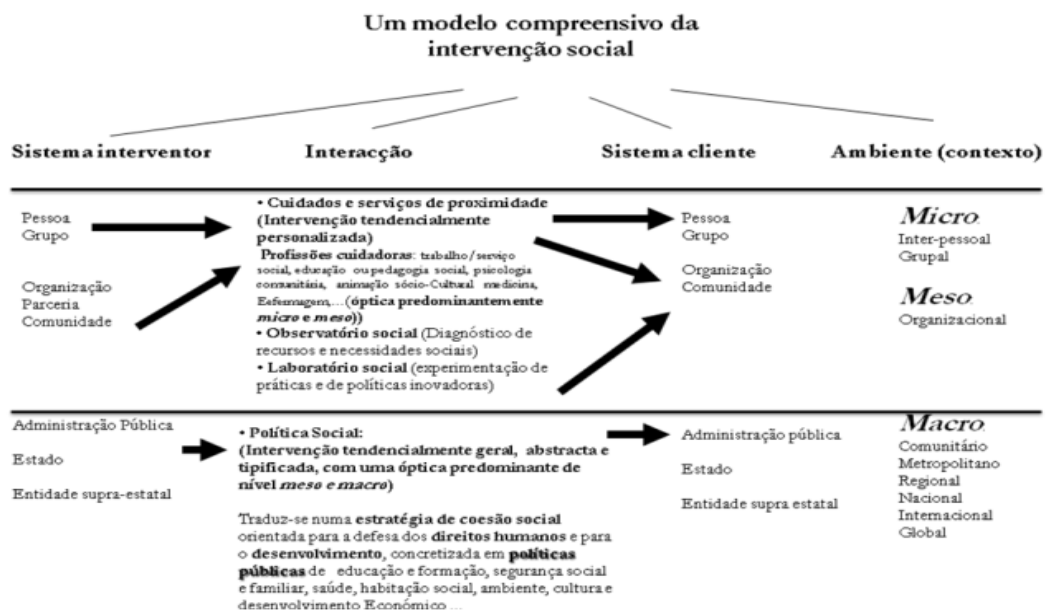 Um modelo compreensivo da
intervenção social
Sistema interventor
Interacção
Sistema cliente
Ambiente (contexto)
Pessoa
Grupo
Organização
Parceria
Comunidade
• Cuidados e serviços de proximidade
(Intervenção tendencialmente
personalizada)
Profissões cuidadoras: trabalho/serviço
social, educação ou pedagogia social, psicologia
comunitária, animação sócio-Cultural medicina,
Enfermagem,…(óptica predominantemente
micro e meso))
• Observatório social (Diagnóstico de
recursos e necessidades sociais)
• Laboratório social (experimentação de
práticas e de políticas inovadoras)
Pessoa
Grupo
Organização
Comunidade
Micro.
Inter-pessoal
Grupal
Meso.
Organizacional
Administração Pública
Estado
Entidade supra-estatal
• Política Social:
(Intervenção tendencialmente geral, abstracta e
tipificada, com uma óptica predominante de
nível meso e macro)
Traduz-se numa estratégia de coesão social
orientada para a defesa dos direitos humanos e para
o desenvolvimento, concretizada em políticas
públicas de educação e formação, segurança social
e familiar, saúde, habitação social, ambiente, cultura e
desenvolvimento Económico ...
Administração pública
Estado
Entidade supra estatal
Macro.
Comunitário
Metropolitano
Regional
Nacional
Internacional
Global